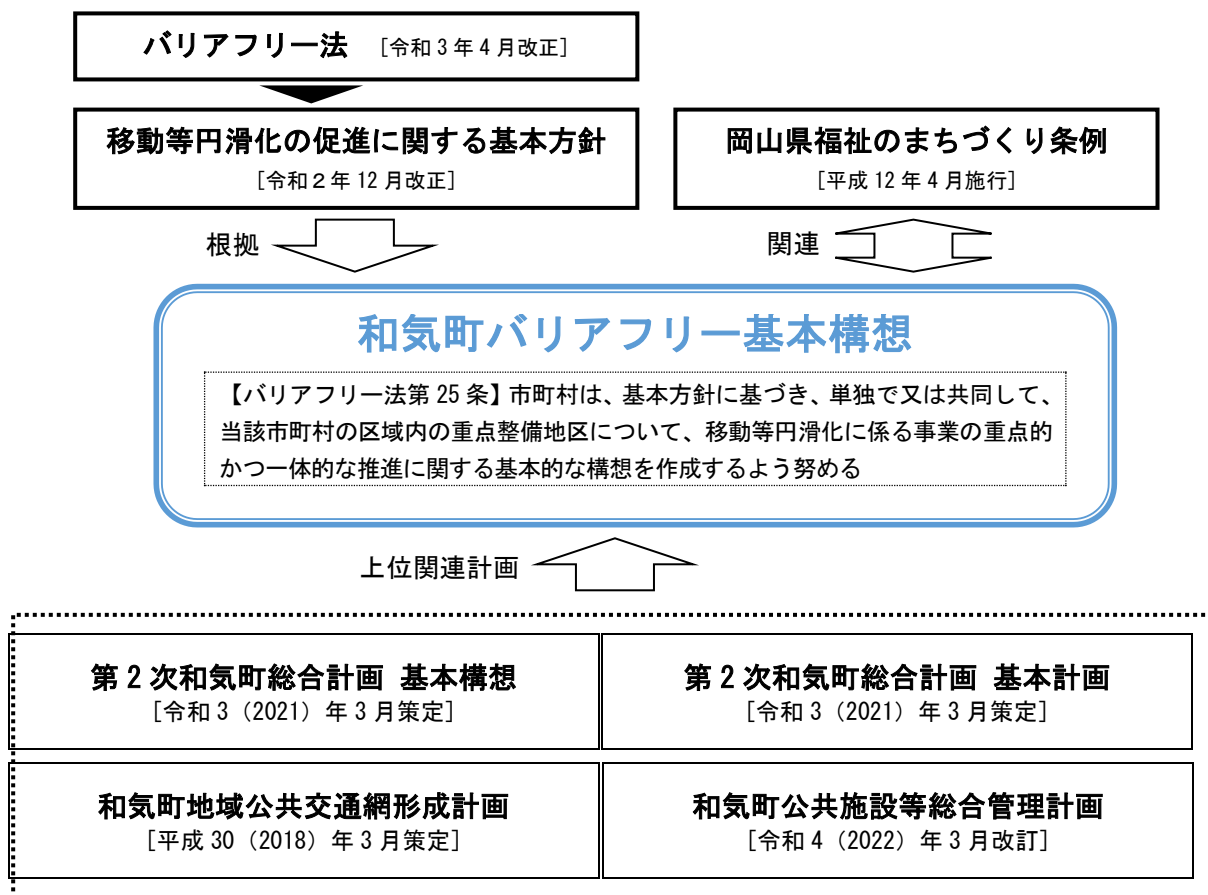 バリアフリー法 [令和3年4月改正]
移動等円滑化の促進に関する基本方針
[令和2年12月改正]
岡山県福祉のまちづくり条例
[平成12年4月施行]
根拠
関連
和気町バリアフリー基本構想
【バリアフリー法第25条】市町村は、基本方針に基づき、単独で又は共同して、
当該市町村の区域内の重点整備地区について、移動等円滑化に係る事業の重点的
かつ一体的な推進に関する基本的な構想を作成するよう努める
上位関連計画
第2次和気町総合計画 基本構想
[令和3(2021)年3月策定]
第2次和気町総合計画 基本計画
[令和3(2021)年3月策定]
和気町地域公共交通網形成計画
[平成30(2018)年3月策定]
和気町公共施設等総合管理計画
[令和4(2022)年3月改訂]